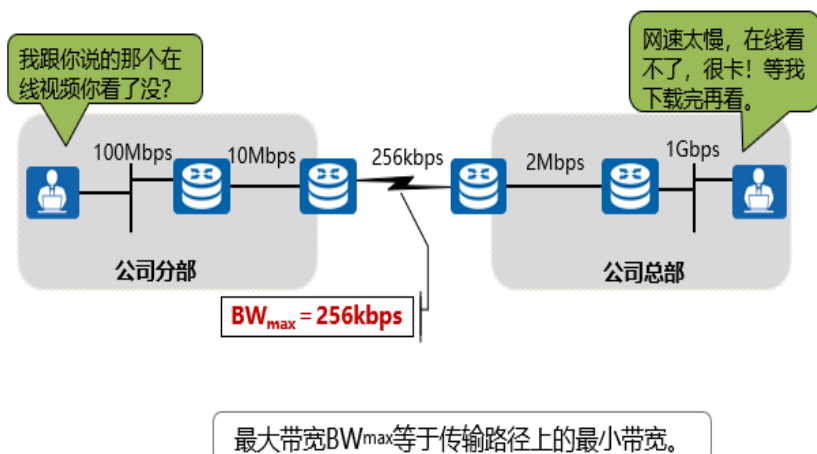 我跟你说的那个在
线视频你看了没？
网速太慢，在线看
不了，很卡！等我
下载完再看。
100Mbps
10Mbps
256kbps
2Mbps
1Gbps
公司分部
公司总部
BWmax = 256kbps
最大带宽BWmax等于传输路径上的最小带宽。